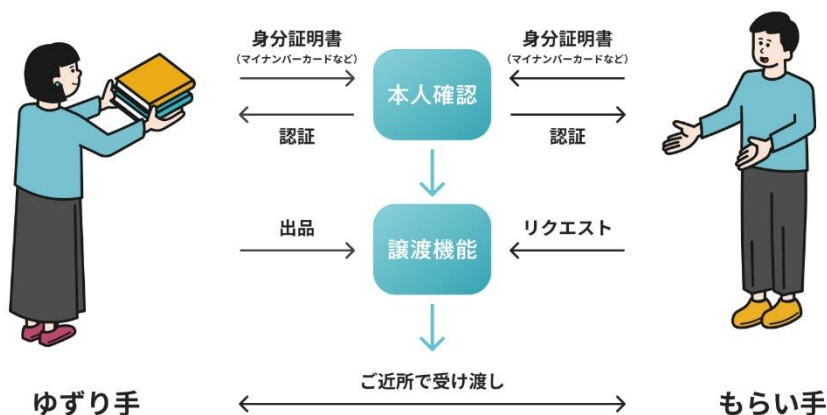 身分証明書
(マイナンバーカードなど)
本人確認
身分証明書
(マイナンバーカードなど)
認証
認証
出品
譲渡機能
リクエスト
ご近所で受け渡し
ゆずり手
もらい手